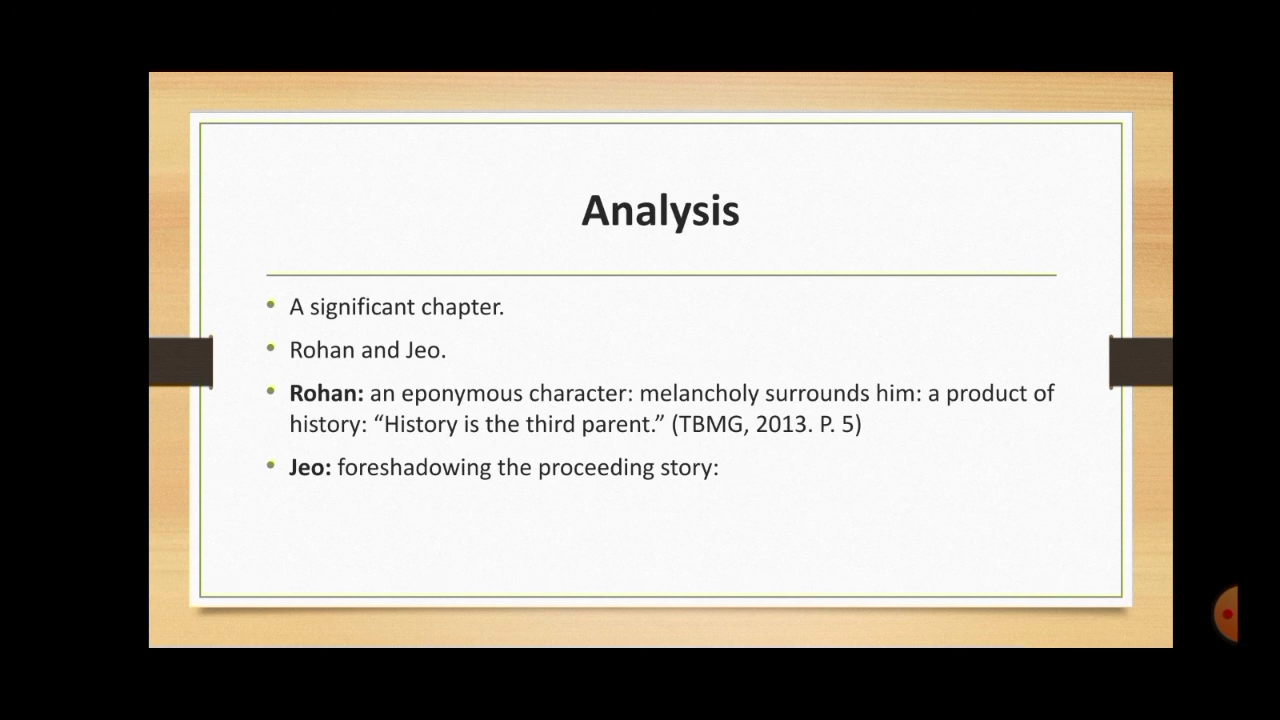 Analysis
• A significant chapter.
• Rohan and Jeo.
• Rohan: an eponymous character: melancholy surrounds him: a product of
history: “History is the third parent.” (TBMG, 2013. P. 5)
• Jeo: foreshadowing the proceeding story: